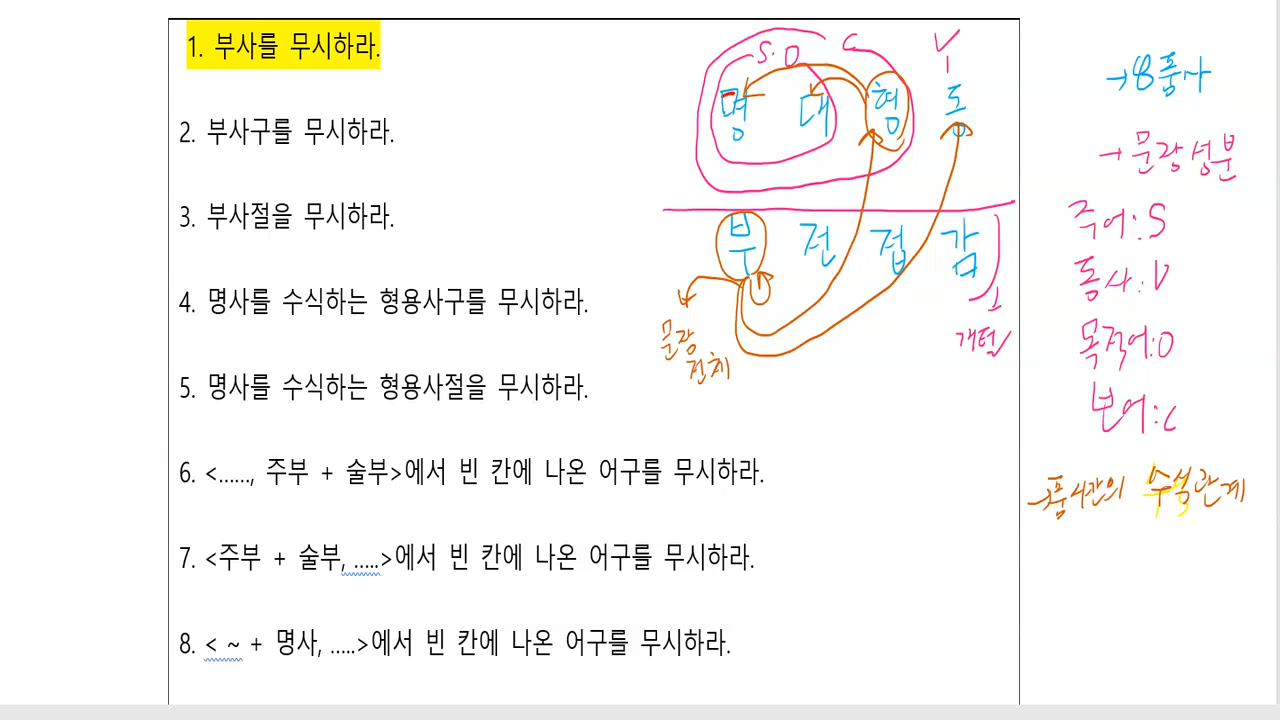 1. 부사를 무시하라.
2. 부사구를 무시하라.
3. 부사절을 무시하라.
4. 명사를 수식하는 형용사구를 무시하라.
5. 명사를 수식하는 형용사절을 무시하라.
6. <……, 주부 + 술부>에서 빈 칸에 나온 어구를 무시하라.
7. <주부 + 술부, …..>에서 빈 칸에 나온 어구를 무시하라.
8. < ~ + 명사, …..>에서 빈 칸에 나온 어구를 무시하라.
S. O C V
명 대 형 동
부 전 접 감
문장
전체
개털
→ 8품사
→ 문장성분
주어: S
동사: V
목적어: O
보어: C
→품사간의 수식관계